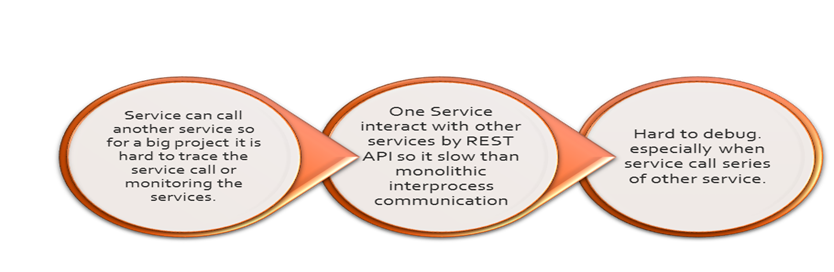 Service can call
another service so
for a big project it is
hard to trace the
service call or
monitoring the
services.
One Service
interact with other
services by REST
API so it slow than
monolithic
interprocess
communication
Hard to debug.
especially when
service call series
of other service.